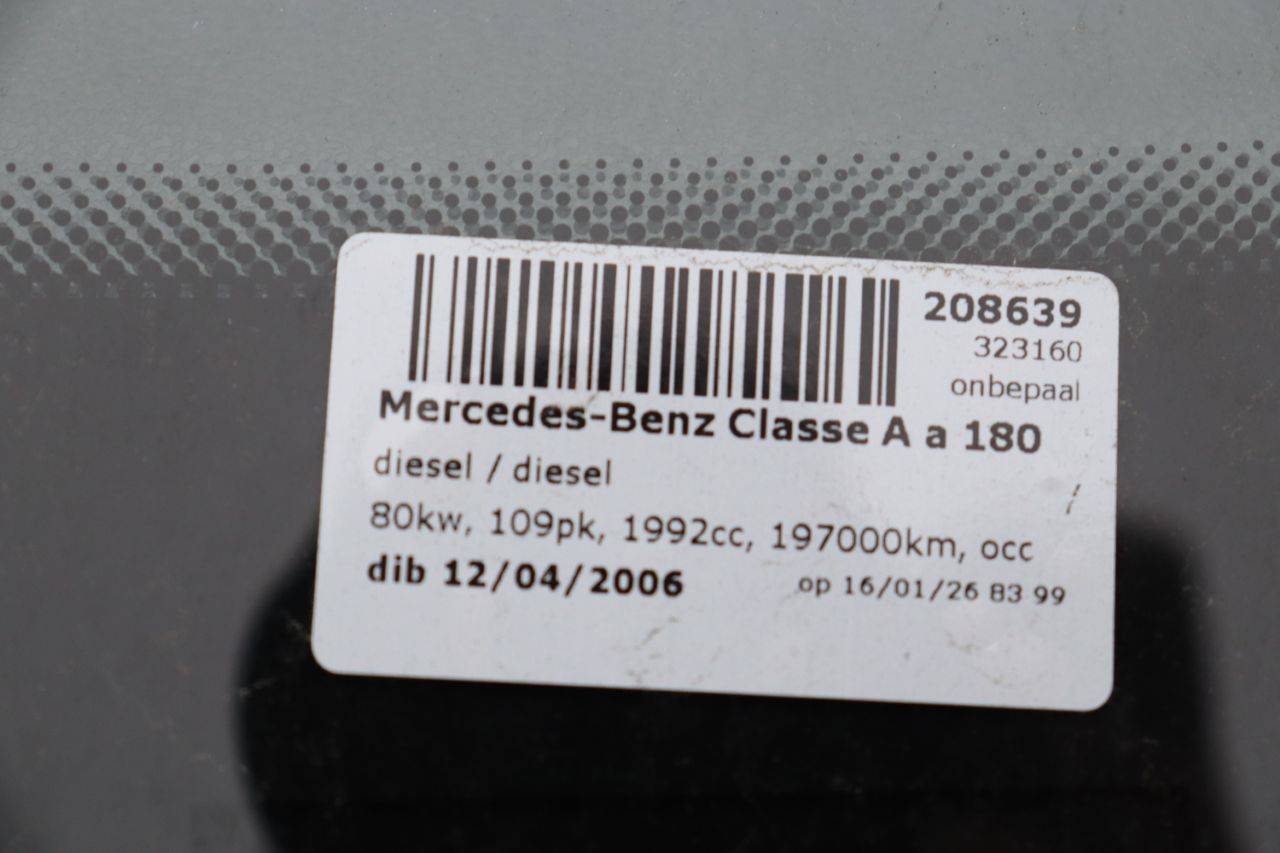 208639
323160
onbepaal
Mercedes-Benz Classe A a 180
diesel / diesel
/
80kw, 109pk, 1992cc, 197000km, occ
dib 12/04/2006 op 16/01/26 83 99